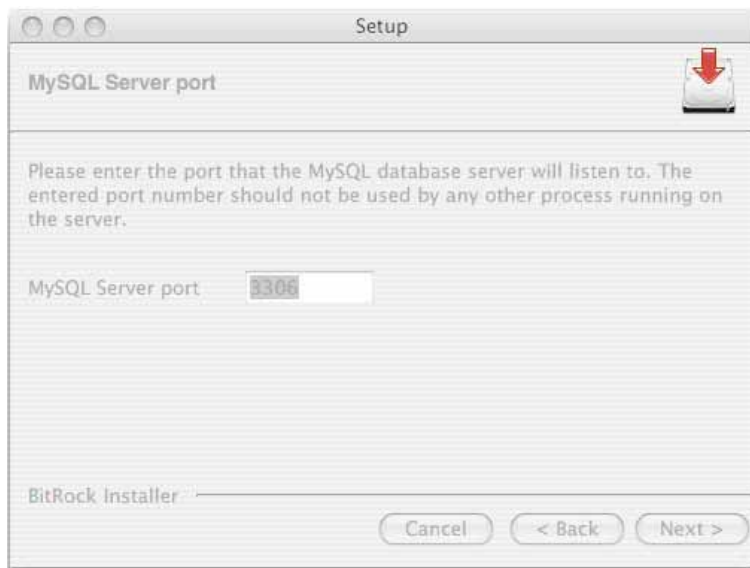 Setup
MySQL Server port
Please enter the port that the MySQL database server will listen to. The
entered port number should not be used by any other process running on
the server.
MySQL Server port 3306
BitRock Installer
Cancel < Back Next >